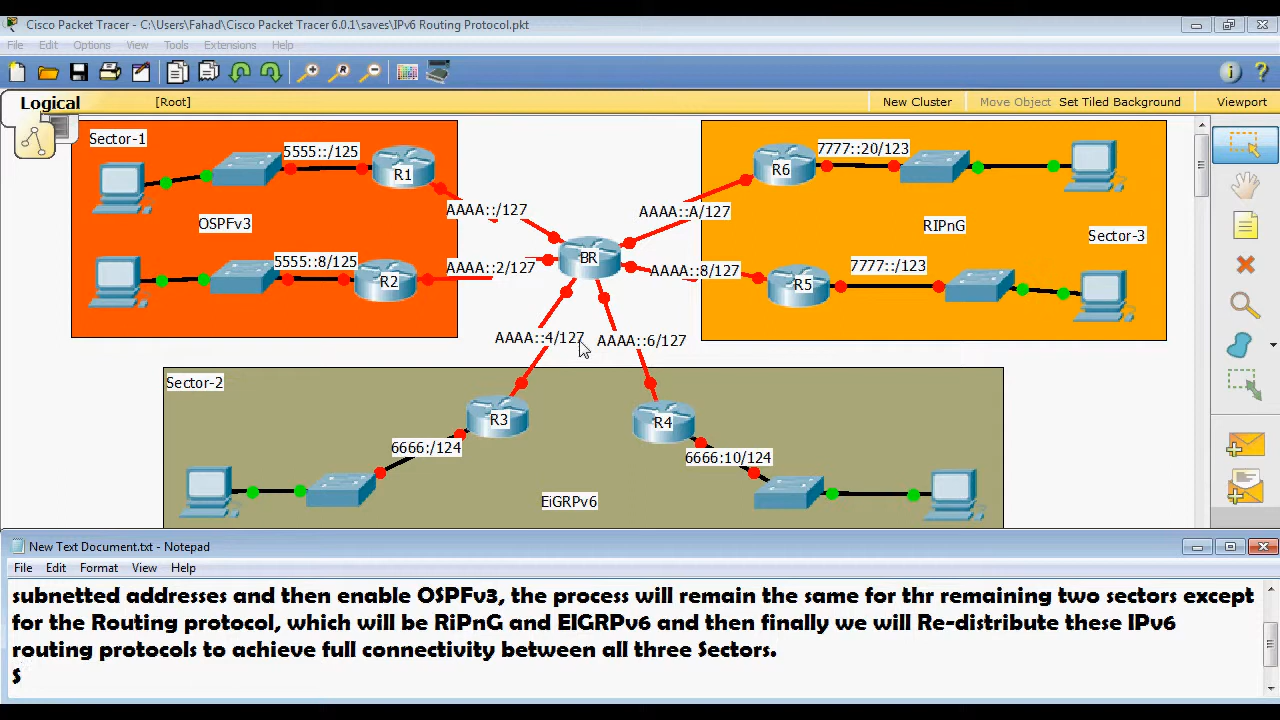 Cisco Packet Tracer - C:\Users\Fahad\Cisco Packet Tracer 6.0.1\saves\IPv6 Routing Protocol.pkt
File Edit Options View Tools Extensions Help
Logical [Root] New Cluster Move Object Set Tiled Background Viewport
Sector-1
5555::/125
R1
OSPFv3
5555::8/125
R2
AAAA::/127
AAAA::2/127
BR
AAAA::A/127
AAAA::8/127
7777::20/123
R6
RIPnG
Sector-3
7777::/123
R5
AAAA::4/127
AAAA::6/127
Sector-2
R3
R4
6666:/124
6666:10/124
EiGRPv6
New Text Document.txt - Notepad
File Edit Format View Help
subnetted addresses and then enable OSPFv3, the process will remain the same for thr remaining two sectors except
for the Routing protocol, which will be RiPnG and EIGRPv6 and then finally we will Re-distribute these IPv6
routing protocols to achieve full connectivity between all three Sectors.
S